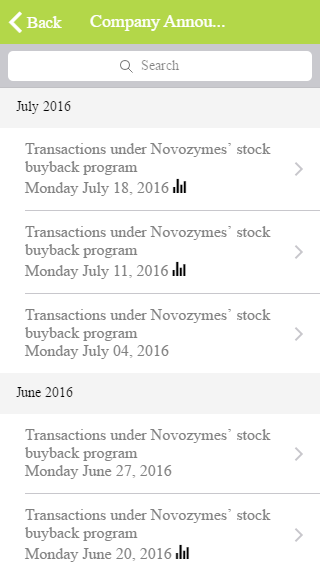 Back
Company Annou...
Search
July 2016
Transactions under Novozymes’ stock
buyback program
Monday July 18, 2016
Transactions under Novozymes’ stock
buyback program
Monday July 11, 2016
Transactions under Novozymes’ stock
buyback program
Monday July 04, 2016
June 2016
Transactions under Novozymes’ stock
buyback program
Monday June 27, 2016
Transactions under Novozymes’ stock
buyback program
Monday June 20, 2016